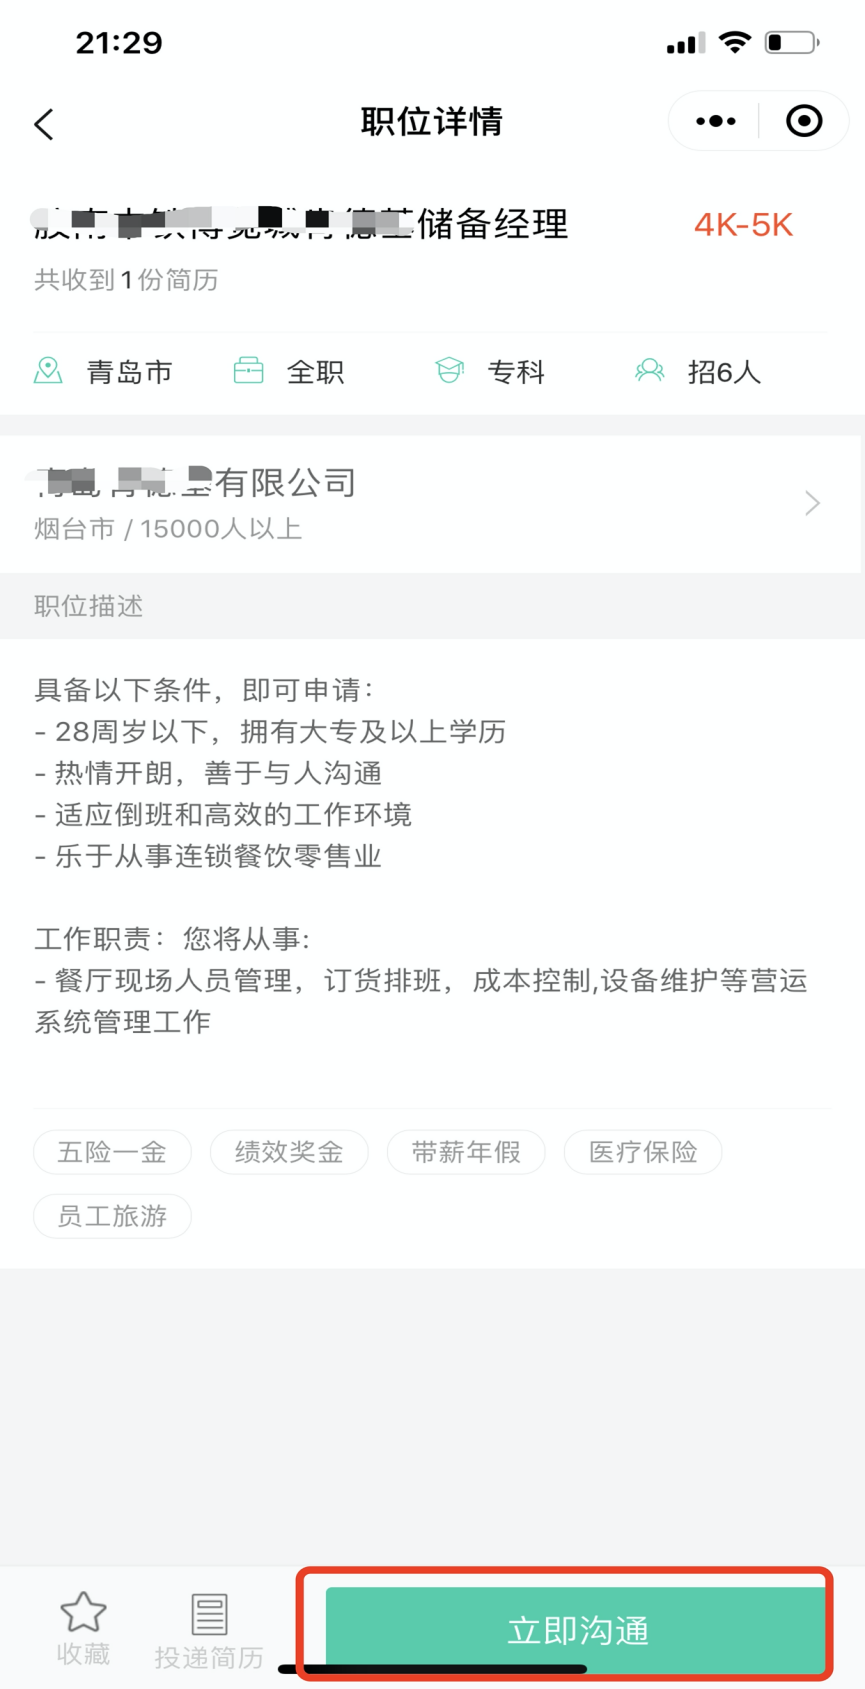 21:29
职位详情
储备经理
4K-5K
共收到1份简历
青岛市 全职 专科 招6人
有限公司
烟台市 / 15000人以上
职位描述
具备以下条件，即可申请：
- 28周岁以下，拥有大专及以上学历
- 热情开朗，善于与人沟通
- 适应倒班和高效的工作环境
- 乐于从事连锁餐饮零售业
工作职责：您将从事:
- 餐厅现场人员管理，订货排班，成本控制,设备维护等营运
系统管理工作
五险一金 绩效奖金 带薪年假 医疗保险
员工旅游
收藏 投递简历 立即沟通